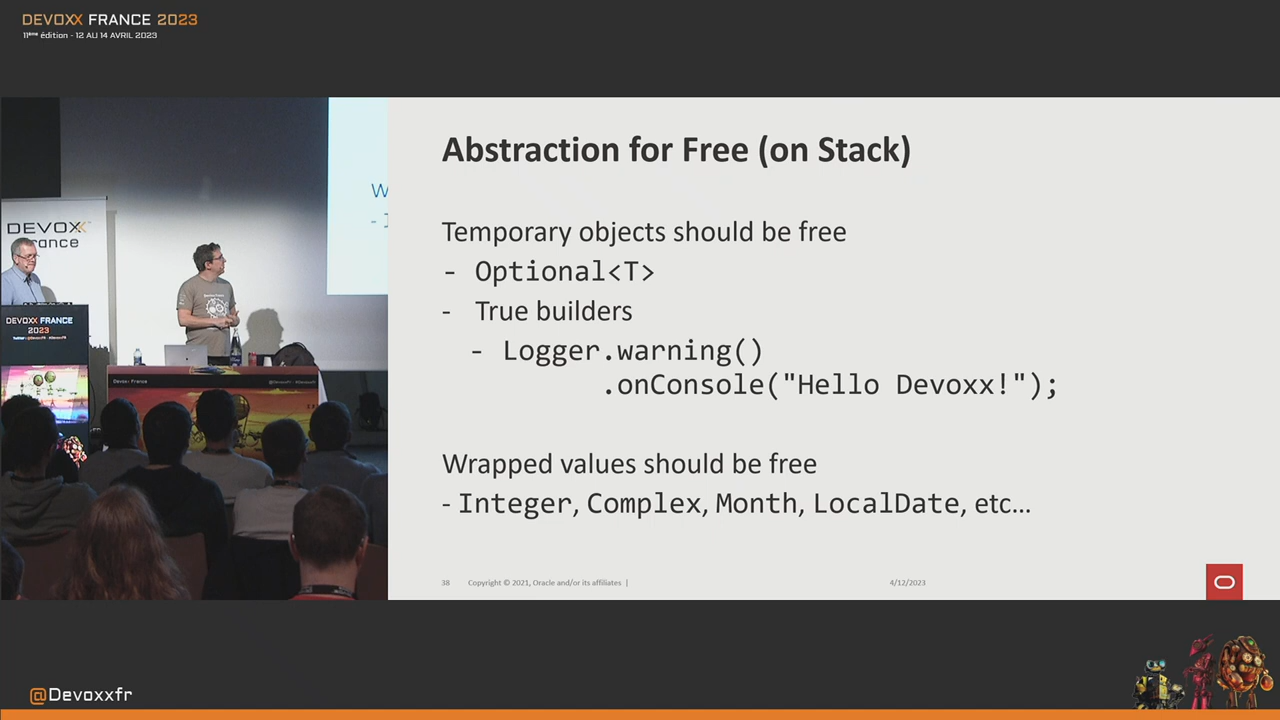 DEVOXX FRANCE 2023
11ème édition - 12 AU 14 AVRIL 2023
W
- I
DEVOXX
France
DEVOXX FRANCE
2023
Devoxx France
Abstraction for Free (on Stack)
Temporary objects should be free
- Optional<T>
- True builders
- Logger.warning()
.onConsole("Hello Devoxx!");
Wrapped values should be free
- Integer, Complex, Month, LocalDate, etc…
38 Copyright © 2021, Oracle and/or its affiliates | 4/12/2023
@Devoxxfr